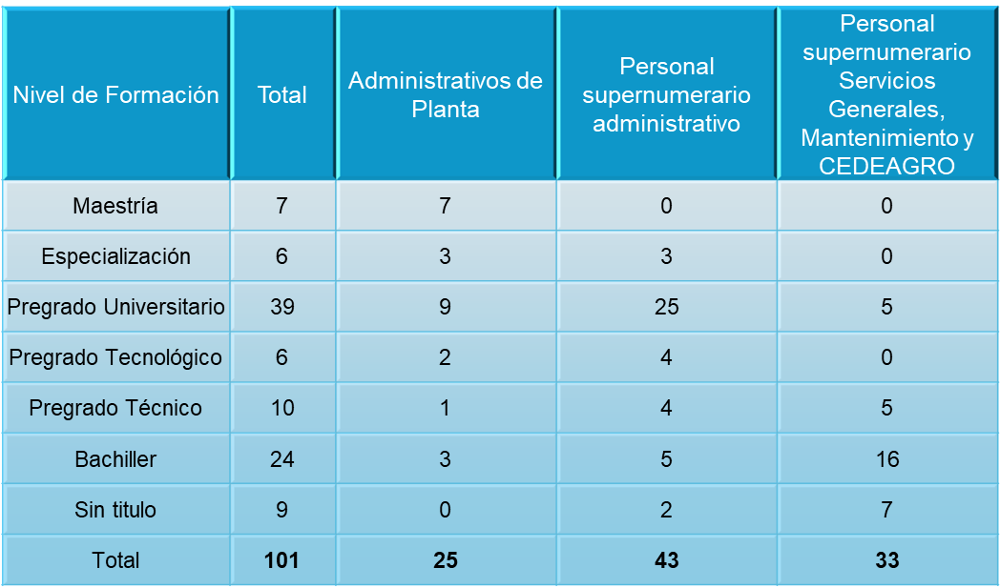 Nivel de Formación Total Administrativos de Planta Personal supernumerario administrativo Personal supernumerario Servicios Generales, Mantenimiento y CEDEAGRO
Maestría 7 7 0 0
Especialización 6 3 3 0
Pregrado Universitario 39 9 25 5
Pregrado Tecnológico 6 2 4 0
Pregrado Técnico 10 1 4 5
Bachiller 24 3 5 16
Sin titulo 9 0 2 7
Total 101 25 43 33